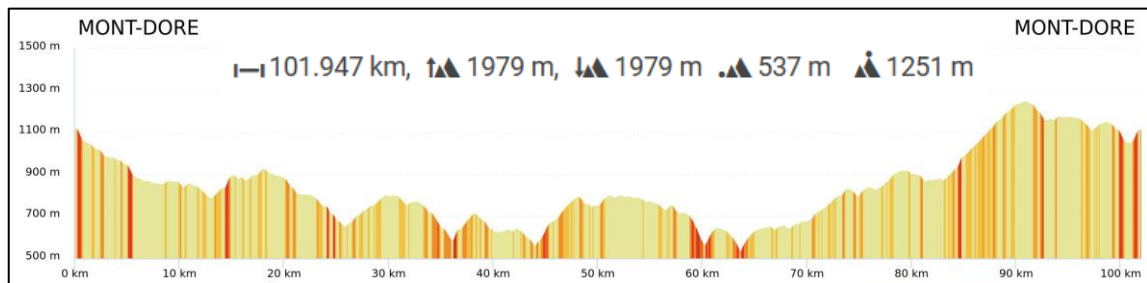 MONT-DORE MONT-DORE
1500 m
101.947 km, 1979 m, 1979 m 537 m 1251 m
1300 m
1100 m
900 m
700 m
500 m
0 km 10 km 20 km 30 km 40 km 50 km 60 km 70 km 80 km 90 km 100 km